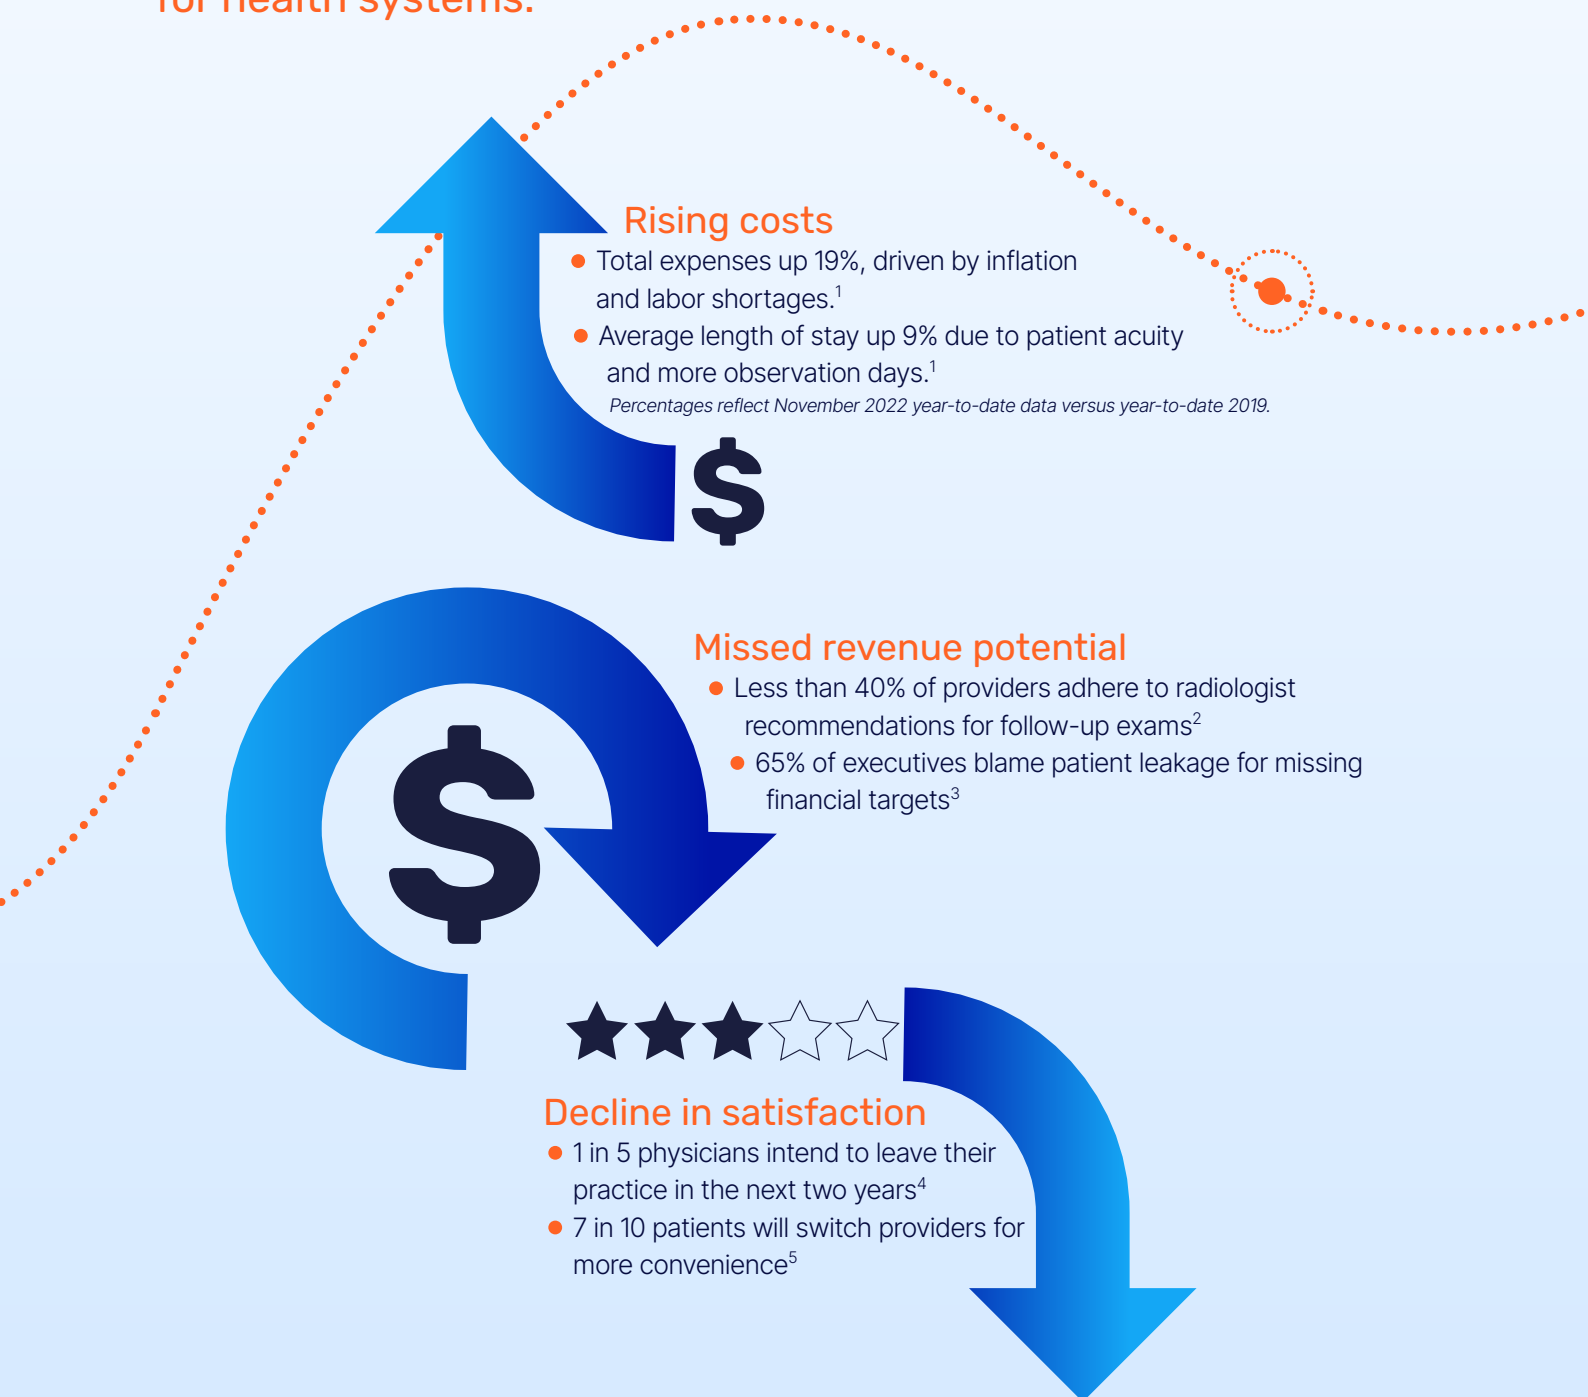 for health systems.
Rising costs
Total expenses up 19%, driven by inflation
and labor shortages.¹
Average length of stay up 9% due to patient acuity
and more observation days.¹
Percentages reflect November 2022 year-to-date data versus year-to-date 2019.
$
Missed revenue potential
Less than 40% of providers adhere to radiologist
recommendations for follow-up exams²
65% of executives blame patient leakage for missing
financial targets³
$
Decline in satisfaction
1 in 5 physicians intend to leave their
practice in the next two years⁴
7 in 10 patients will switch providers for
more convenience⁵